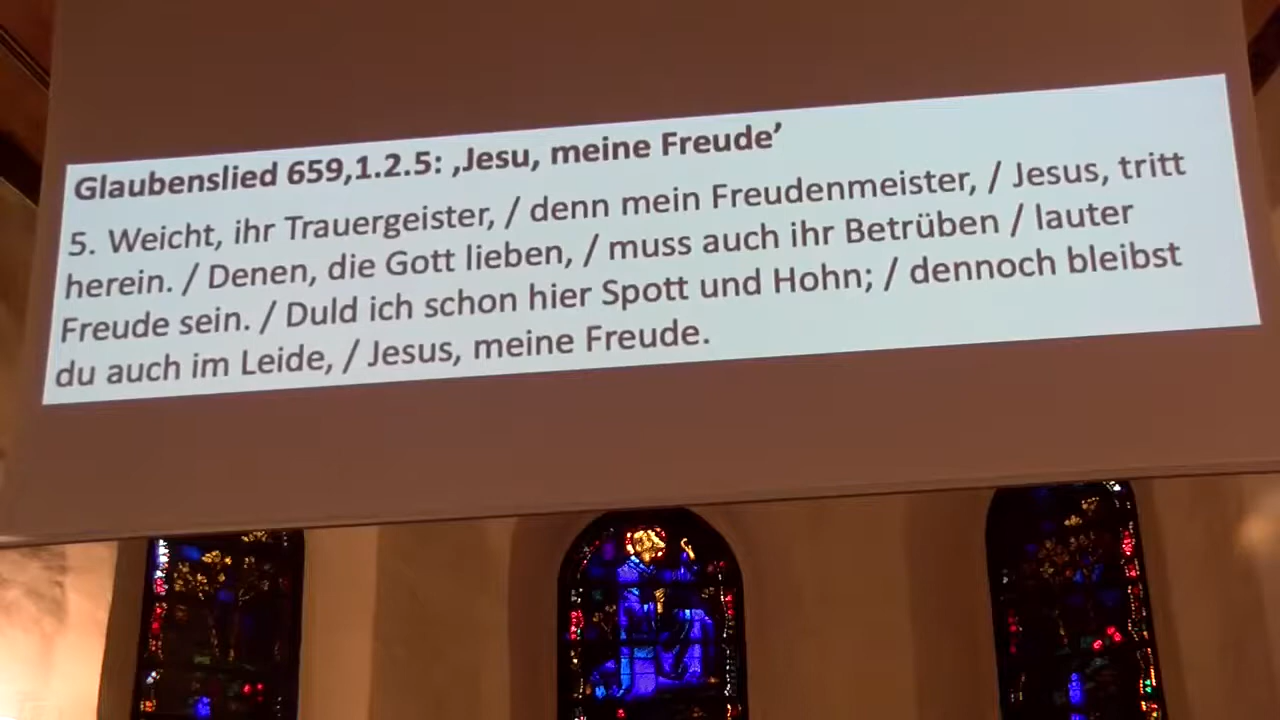 Glaubenslied 659,1.2.5: ‚Jesu, meine Freude’
5. Weicht, ihr Trauergeister, / denn mein Freudenmeister, / Jesus, tritt
herein. / Denen, die Gott lieben, / muss auch ihr Betrüben / lauter
Freude sein. / Duld ich schon hier Spott und Hohn; / dennoch bleibst
du auch im Leide, / Jesus, meine Freude.